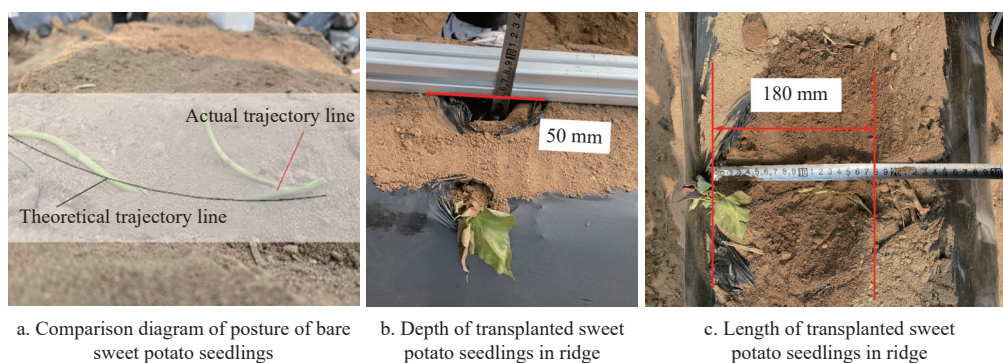 Actual trajectory line
Theoretical trajectory line
50 mm
180 mm
a. Comparison diagram of posture of bare
sweet potato seedlings
b. Depth of transplanted sweet
potato seedlings in ridge
c. Length of transplanted sweet
potato seedlings in ridge